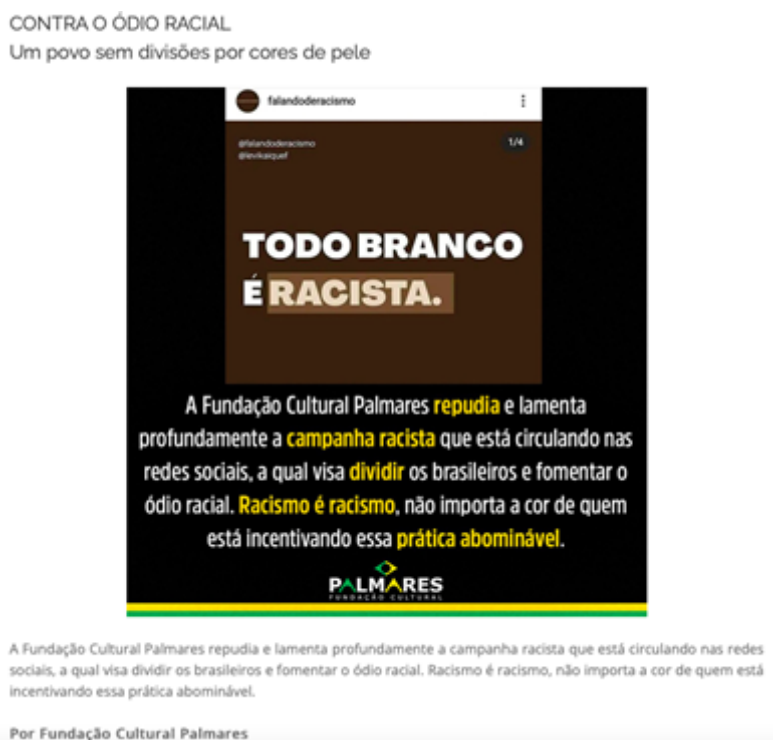 CONTRA O ÓDIO RACIAL
Um povo sem divisões por cores de pele
falandoderacismo
@falandoderacismo
@levikaiquef
1/4
TODO BRANCO
É RACISTA.
A Fundação Cultural Palmares repudia e lamenta
profundamente a campanha racista que está circulando nas
redes sociais, a qual visa dividir os brasileiros e fomentar o
ódio racial. Racismo é racismo, não importa a cor de quem
está incentivando essa prática abominável.
PALMARES
FUNDAÇÃO CULTURAL
A Fundação Cultural Palmares repudia e lamenta profundamente a campanha racista que está circulando nas redes
sociais, a qual visa dividir os brasileiros e fomentar o ódio racial. Racismo é racismo, não importa a cor de quem está
incentivando essa prática abominável.
Por Fundação Cultural Palmares